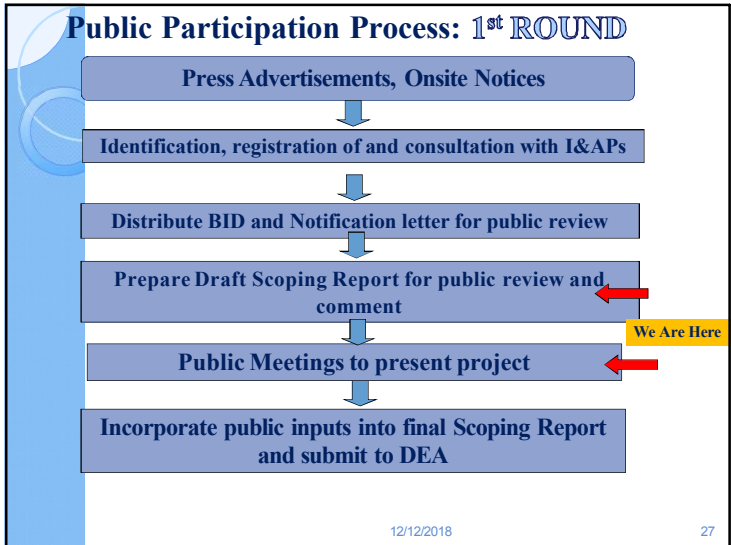 Public Participation Process: 1st ROUND
Press Advertisements, Onsite Notices
Identification, registration of and consultation with I&APs
Distribute BID and Notification letter for public review
Prepare Draft Scoping Report for public review and
comment
We Are Here
Public Meetings to present project
Incorporate public inputs into final Scoping Report
and submit to DEA
12/12/2018
27